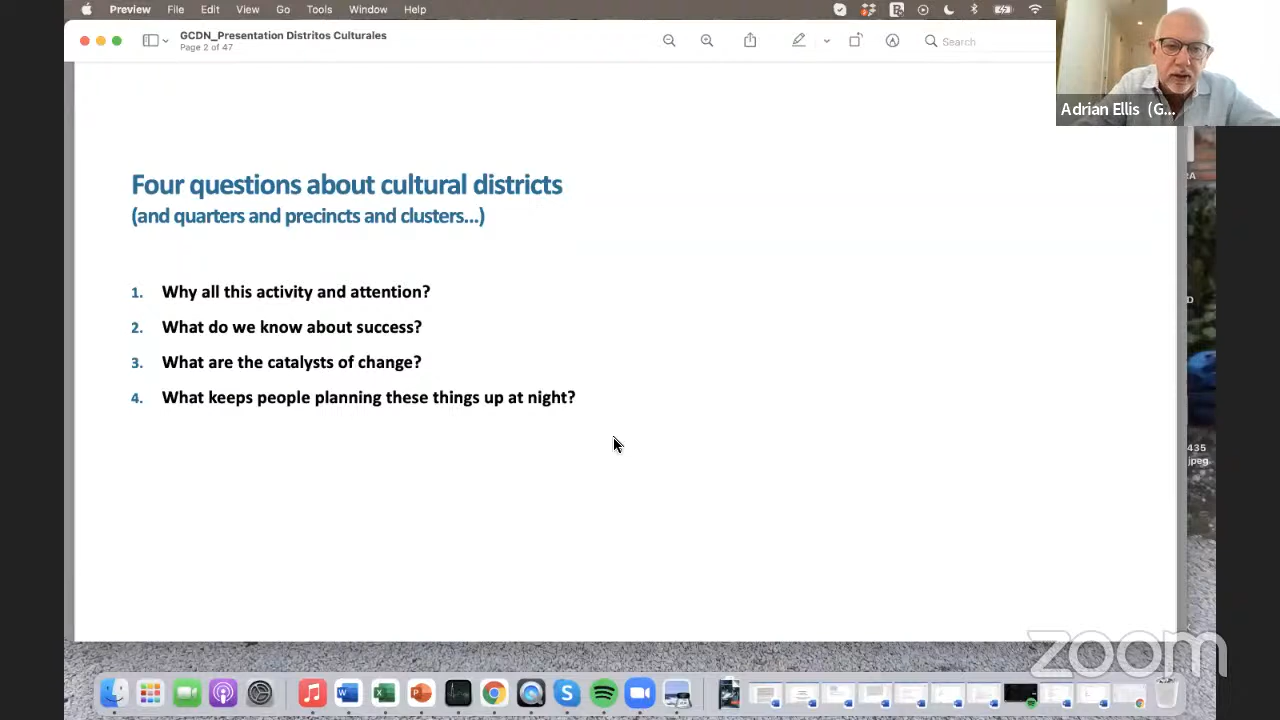 Preview File Edit View Go Tools Window Help
GCDN_Presentation Distritos Culturales
Page 2 of 47
Search
Adrian Ellis (G...
Four questions about cultural districts
(and quarters and precincts and clusters...)
1. Why all this activity and attention?
2. What do we know about success?
3. What are the catalysts of change?
4. What keeps people planning these things up at night?
RA
D
435
jpeg
zoom